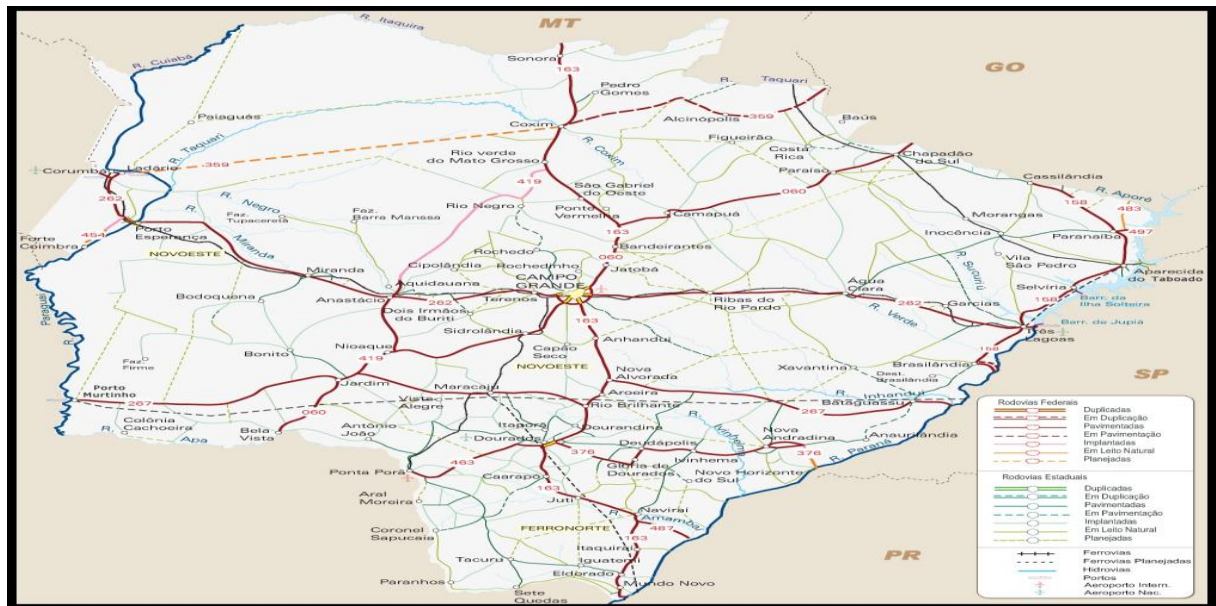 R. Itaquira
MT
R. Cuiabá
Sonora
163
GO
Pedro
Gomes
R. Taquari
Paiaguás
Coxim
Alcinópolis
359
Baús
R. Taquari
Figueirão
Costa
Rica
R. Coxim
Rio verde
do Mato Grosso
Chapadão
do Sul
359
Corumbá
Ladário
Paraíso
419
060
Cassilândia
R. Aporé
262
R. Negro
São Gabriel
do Oeste
158
483
Rio Negro
Ponte
Vermelha
Camapuã
Morangas
497
Faz.
Tupacereta
Faz.
Barra Mansa
R. Miranda
Porto
Esperança
454
Forte
Coimbra
163
Inocência
Paranaíba
NOVOESTE
Rochedo
Bandeirantes
060
Vila
São Pedro
Cipolândia
Rochedinho
Jatobá
R. Sucuriú
Aparecida
do Taboado
Miranda
CAMPO
GRANDE
Água
Clara
Selvíria
Aquidauana
Bodoquena
Anastácio
262
Terenos
Ribas do
Rio Pardo
262
Garcias
158
Barr. da
Ilha Solteira
Dois Irmãos
do Buriti
R. Verde
R. Paraguai
Sidrolândia
163
Três
Lagoas
Barr. de Jupiá
Nioaque
Anhandui
Bonito
419
Capão
Seco
158
Faz.
Firme
NOVOESTE
Xavantina
Brasilândia
Dest.
Brasilândia
SP
Porto
Murtinho
Jardim
Nova
Alvorada
Maracaju
Aroeira
R. Inhandui
267
Vista
Alegre
Rio Brilhante
267
Bataguassu
060
Colônia
Cachoeira
Bela
Vista
R. Apa
Antônio
João
Itaporã
Douradina
R. Ivinhema
Dourados
Deudápolis
Nova
Andradina
Anaurilândia
376
Ivinhema
376
R. Paraná
463
Glória de
Dourados
Novo Horizonte
do Sul
Ponta Porã
Caarapó
163
Aral
Moreira
Juti
Naviraí
R. Amambaí
Coronel
Sapucaia
FERRONORTE
487
163
Itaquiraí
PR
Tacuru
Iguatemi
Paranhos
Eldorado
Mundo Novo
Sete
Quedas
Rodovias Federais
Duplicadas
Em Duplicação
Pavimentadas
Em Pavimentação
Implantadas
Em Leito Natural
Planejadas
Rodovias Estaduais
Duplicadas
Em Duplicação
Pavimentadas
Em Pavimentação
Implantadas
Em Leito Natural
Planejadas
Ferrovias
Ferrovias Planejadas
Hidrovias
Portos
Aeroporto Intern.
Aeroporto Nac.